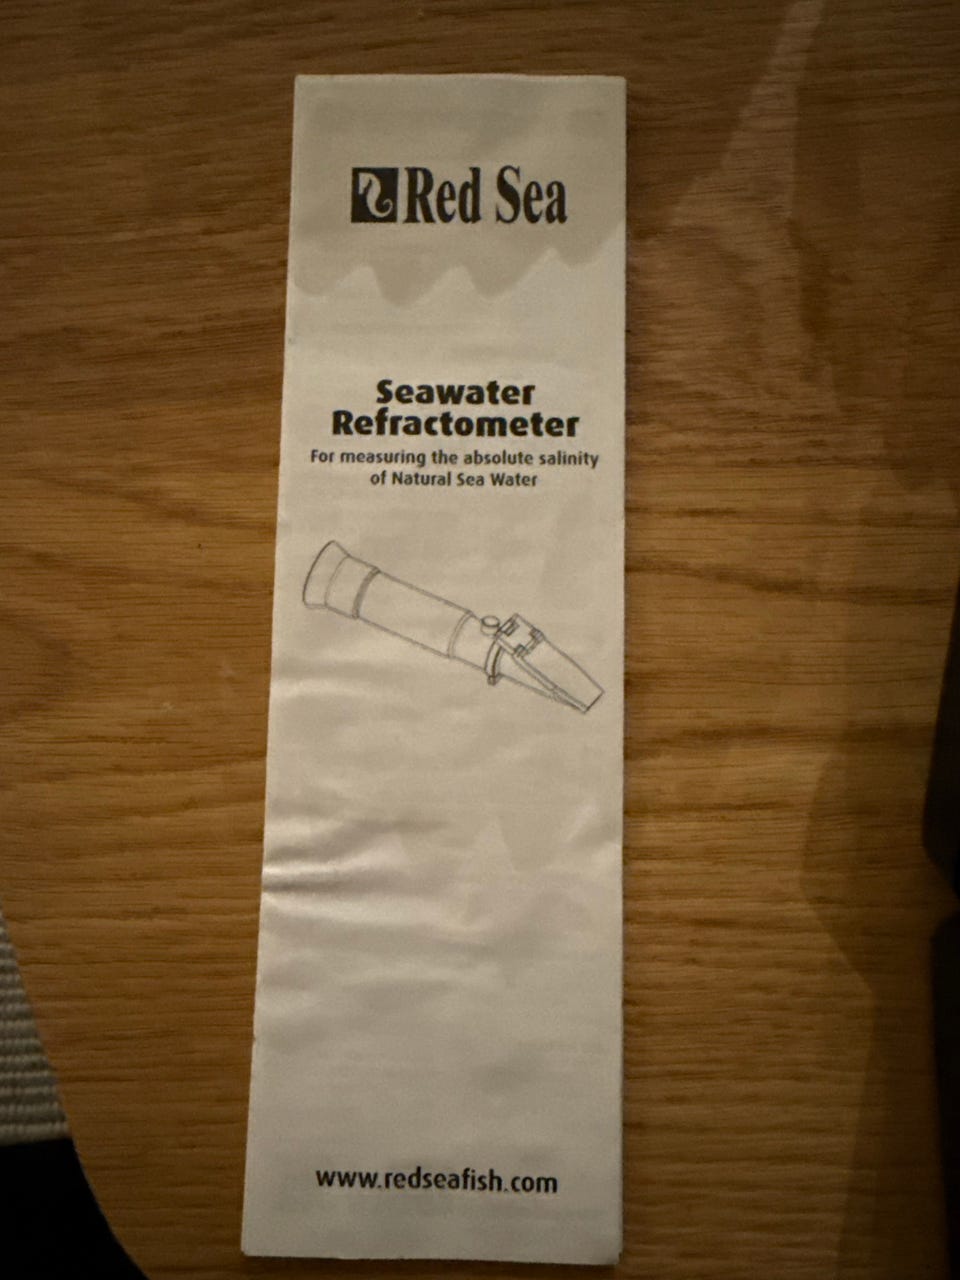 Red Sea
Seawater
Refractometer
For measuring the absolute salinity
of Natural Sea Water
www.redseafish.com